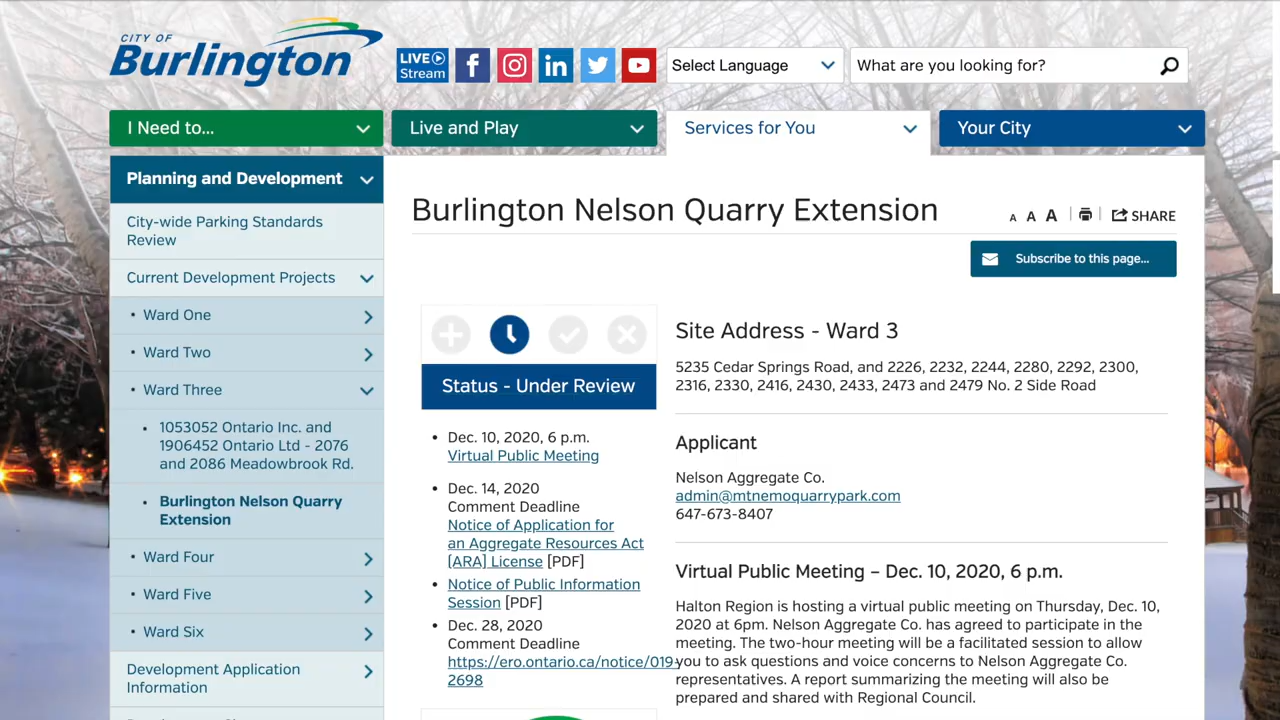 CITY OF
Burlington
LIVE
Stream
Select Language
What are you looking for?
I Need to...
Live and Play
Services for You
Your City
Planning and Development
City-wide Parking Standards
Review
Current Development Projects
• Ward One
• Ward Two
• Ward Three
• 1053052 Ontario Inc. and
1906452 Ontario Ltd - 2076
and 2086 Meadowbrook Rd.
• Burlington Nelson Quarry
Extension
• Ward Four
• Ward Five
• Ward Six
Development Application
Information
Burlington Nelson Quarry Extension
A A A
SHARE
Subscribe to this page...
Status - Under Review
• Dec. 10, 2020, 6 p.m.
Virtual Public Meeting
• Dec. 14, 2020
Comment Deadline
Notice of Application for
an Aggregate Resources Act
(ARA) License [PDF]
• Notice of Public Information
Session [PDF]
• Dec. 28, 2020
Comment Deadline
https://ero.ontario.ca/notice/019-
2698
Site Address - Ward 3
5235 Cedar Springs Road, and 2226, 2232, 2244, 2280, 2292, 2300,
2316, 2330, 2416, 2430, 2433, 2473 and 2479 No. 2 Side Road
Applicant
Nelson Aggregate Co.
admin@mtnemoquarrypark.com
647-673-8407
Virtual Public Meeting – Dec. 10, 2020, 6 p.m.
Halton Region is hosting a virtual public meeting on Thursday, Dec. 10,
2020 at 6pm. Nelson Aggregate Co. has agreed to participate in the
meeting. The two-hour meeting will be a facilitated session to allow
you to ask questions and voice concerns to Nelson Aggregate Co.
representatives. A report summarizing the meeting will also be
prepared and shared with Regional Council.